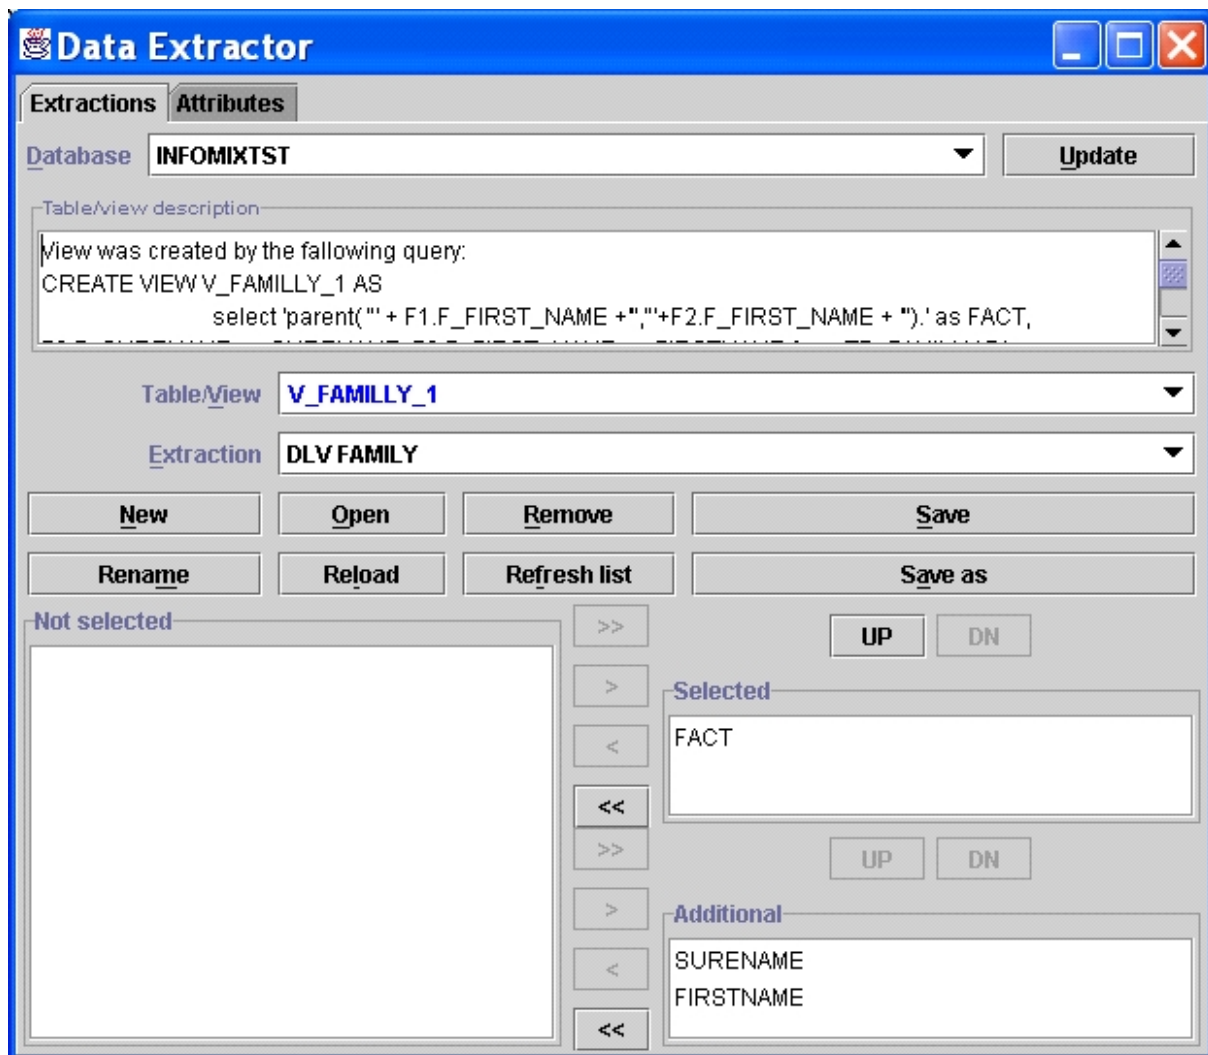 Data Extractor
Extractions Attributes
Database INFOMIXTST Update
Table/view description
View was created by the fallowing query:
CREATE VIEW V_FAMILLY_1 AS
select 'parent( "' + F1.F_FIRST_NAME +'","'+F2.F_FIRST_NAME + '").' as FACT,
Table/View V_FAMILLY_1
Extraction DLV FAMILY
New Open Remove Save
Rename Reload Refresh list Save as
Not selected
>> UP DN
>
Selected
FACT
<
<<
>> UP DN
>
Additional
SURENAME
FIRSTNAME
<
<<